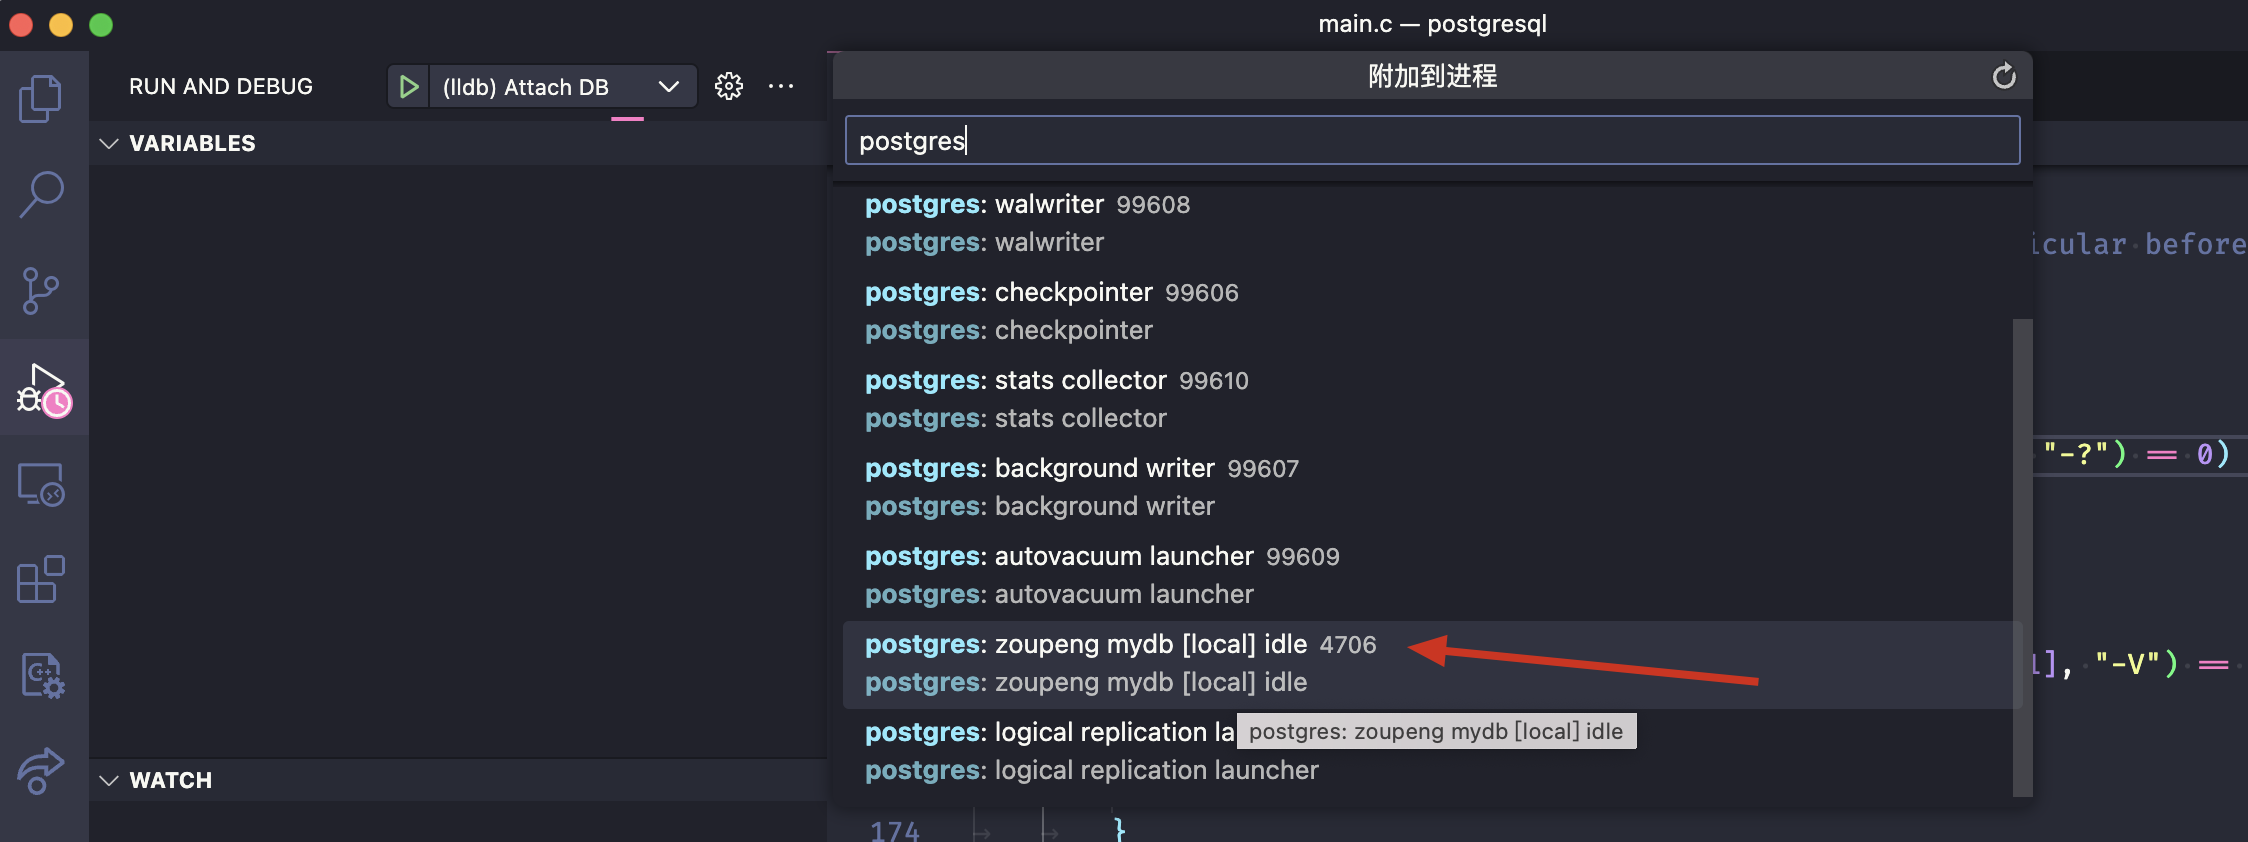 main.c — postgresql
RUN AND DEBUG
(lldb) Attach DB
VARIABLES
WATCH
附加到进程
postgres
postgres: walwriter 99608
postgres: walwriter
postgres: checkpointer 99606
postgres: checkpointer
postgres: stats collector 99610
postgres: stats collector
postgres: background writer 99607
postgres: background writer
postgres: autovacuum launcher 99609
postgres: autovacuum launcher
postgres: zoupeng mydb [local] idle 4706
postgres: zoupeng mydb [local] idle
postgres: logical replication la
postgres: zoupeng mydb [local] idle
postgres: logical replication launcher
icular before
"-?") == 0)
1], "-V") ==
174 }
C++